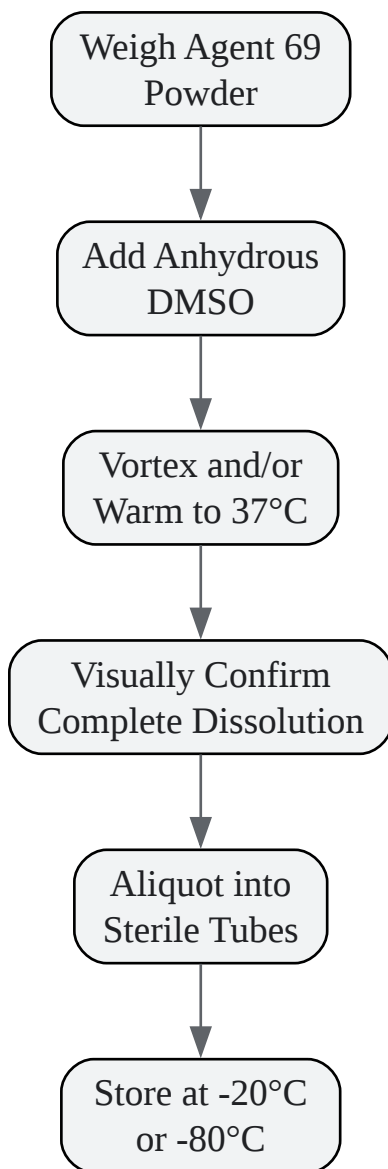 Weigh Agent 69
Powder
Add Anhydrous
DMSO
Vortex and/or
Warm to 37°C
Visually Confirm
Complete Dissolution
Aliquot into
Sterile Tubes
Store at -20°C
or -80°C